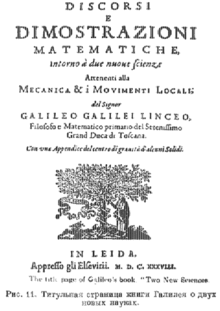 DISCORSI
E
DIMOSTRAZIONI
MATEMATICHE,
intorno à due nuoue scienze
Attenenti alla
MECANICA & i MOVIMENTI LOCALI,
del Signor
GALILEO GALILEI LINCEO,
Filosofo e Matematico primario del Serenissimo
Grand Duca di Toscana.
Con una Appendice del centro di grauità d'alcuni Solidi.
IN LEIDA,
Appresso gli Elsevirii. M. D. C. XXXVIII.
The title page of Galileo's book "Two New Sciences
Рис. 11. Титульная страница книги Галилея о двух
новых науках.